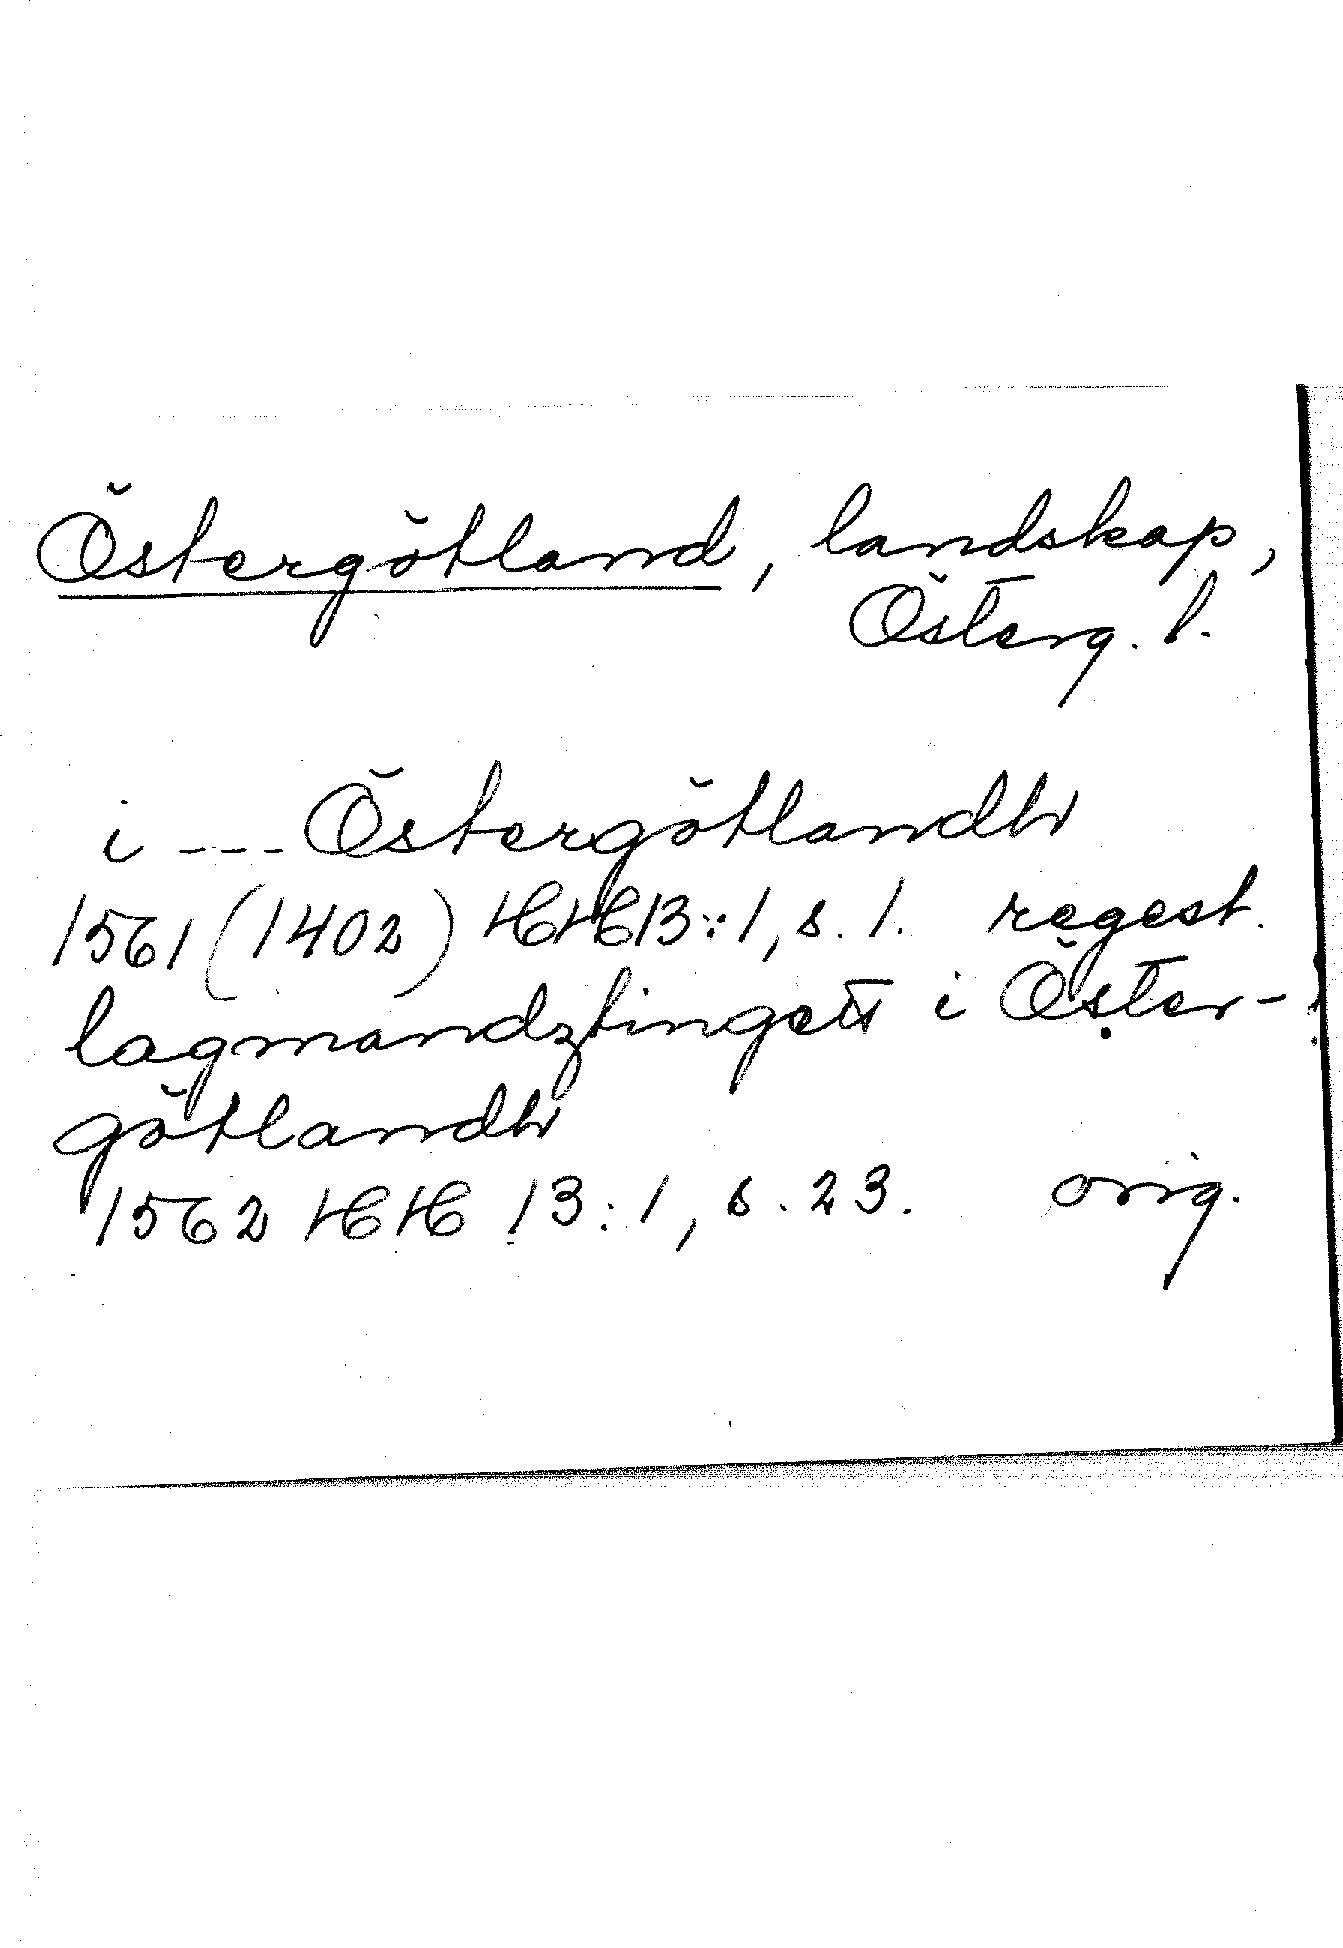 Östergötland, landskap,
Österg. l.
i --- Östergötlandh
1561 (1402) HH 13:1, s. 1. regest.
lagmandztingett i Öster-
götlandh
1562 HH 13:1, s. 23. orig.